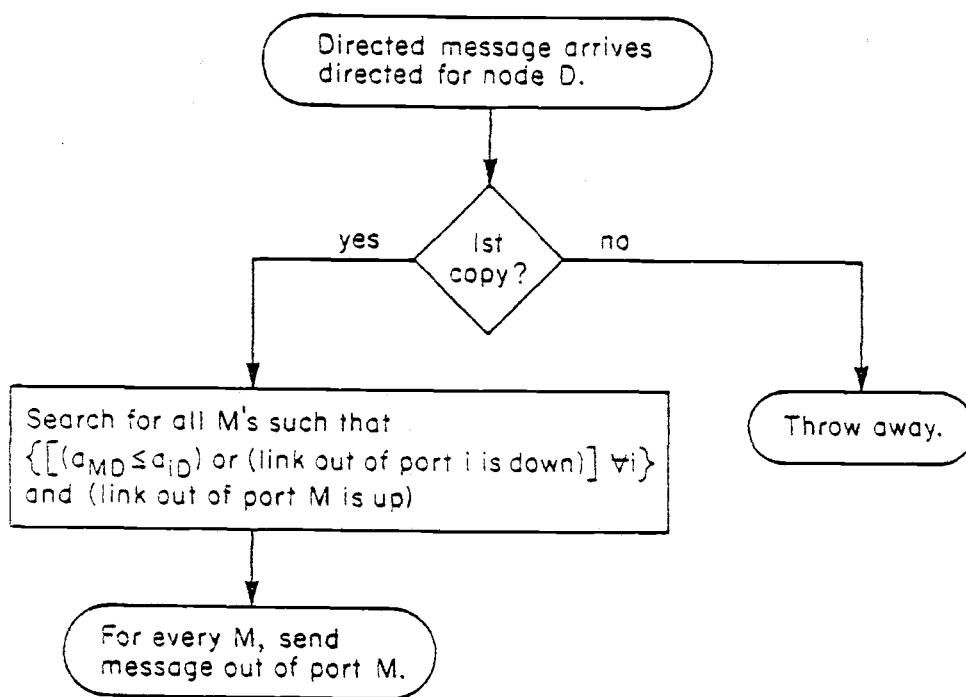 Directed message arrives
directed for node D.
yes
1st
copy?
no
Search for all M's such that
{[(a_MD ≤ a_iD) or (link out of port i is down)] ∀i}
and (link out of port M is up)
Throw away.
For every M, send
message out of port M.